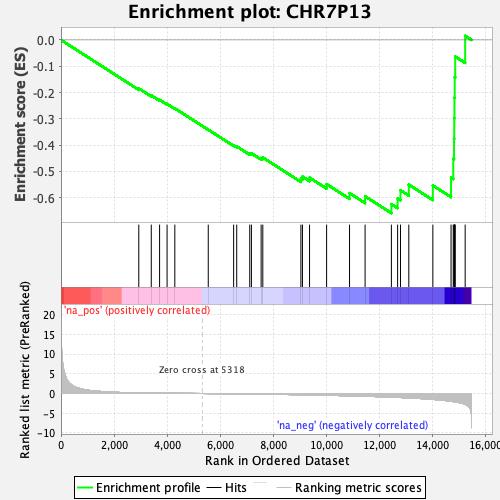 Enrichment plot: CHR7P13
Enrichment score (ES)
0.0
-0.1
-0.2
-0.3
-0.4
-0.5
-0.6
'na_pos' (positively correlated)
Ranked list metric (PreRanked)
20
15
10
5
0
-5
-10
Zero cross at 5318
'na_neg' (negatively correlated)
0
2,000
4,000
6,000
8,000
10,000
12,000
14,000
16,000
Rank in Ordered Dataset
Enrichment profile
Hits
Ranking metric scores